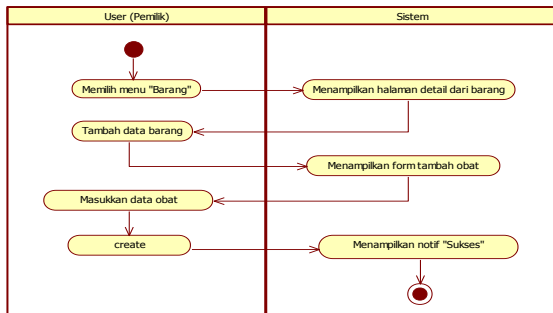 User (Pemilik)
Sistem
Memilih menu "Barang"
Menampilkan halaman detail dari barang
Tambah data barang
Menampilkan form tambah obat
Masukkan data obat
create
Menampilkan notif "Sukses"